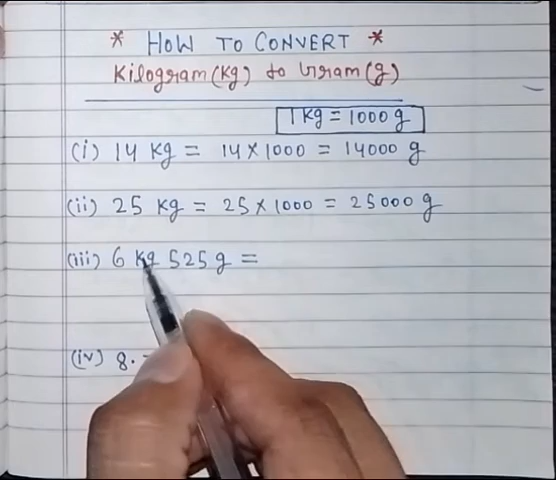 * HOW TO CONVERT *
Kilogram(Kg) to Gram(g)
1 Kg = 1000 g
(i) 14 Kg = 14×1000 = 14000 g
(ii) 25 Kg = 25×1000 = 25000 g
(iii) 6 Kg 525 g =
(iv) 8.